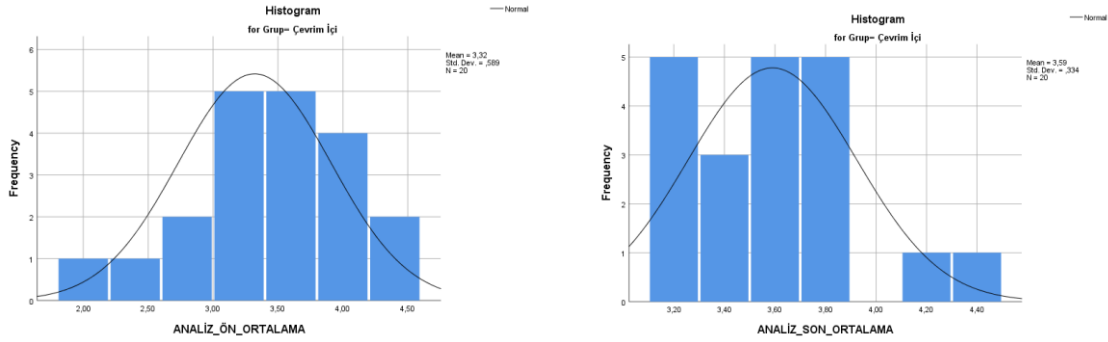 Histogram
for Grup= Çevrim İçi
Normal
Mean = 3,32
Std. Dev. = ,589
N = 20
Frequency
6
5
4
3
2
1
0
2,00 2,50 3,00 3,50 4,00 4,50
ANALİZ_ÖN_ORTALAMA
Histogram
for Grup= Çevrim İçi
Normal
Mean = 3,59
Std. Dev. = ,334
N = 20
Frequency
5
4
3
2
1
0
3,20 3,40 3,60 3,80 4,00 4,20 4,40
ANALİZ_SON_ORTALAMA